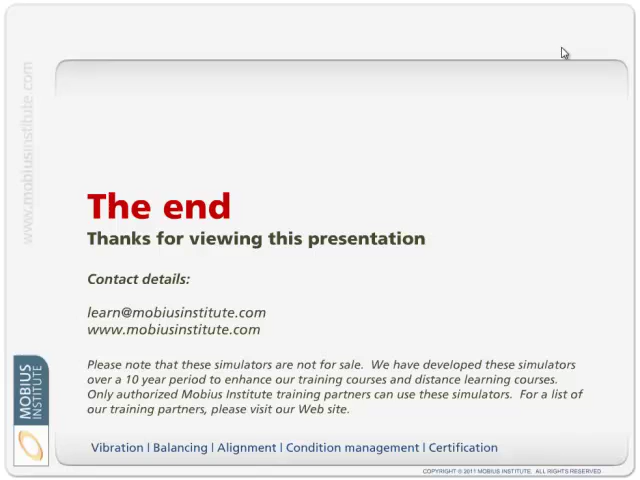 www.mobiusinstitute.com
The end
Thanks for viewing this presentation
Contact details:
learn@mobiusinstitute.com
www.mobiusinstitute.com
Please note that these simulators are not for sale.  We have developed these simulators
over a 10 year period to enhance our training courses and distance learning courses.
Only authorized Mobius Institute training partners can use these simulators.  For a list of
our training partners, please visit our Web site.
MOBIUS
INSTITUTE
Vibration | Balancing | Alignment | Condition management | Certification
COPYRIGHT © 2011 MOBIUS INSTITUTE.  ALL RIGHTS RESERVED